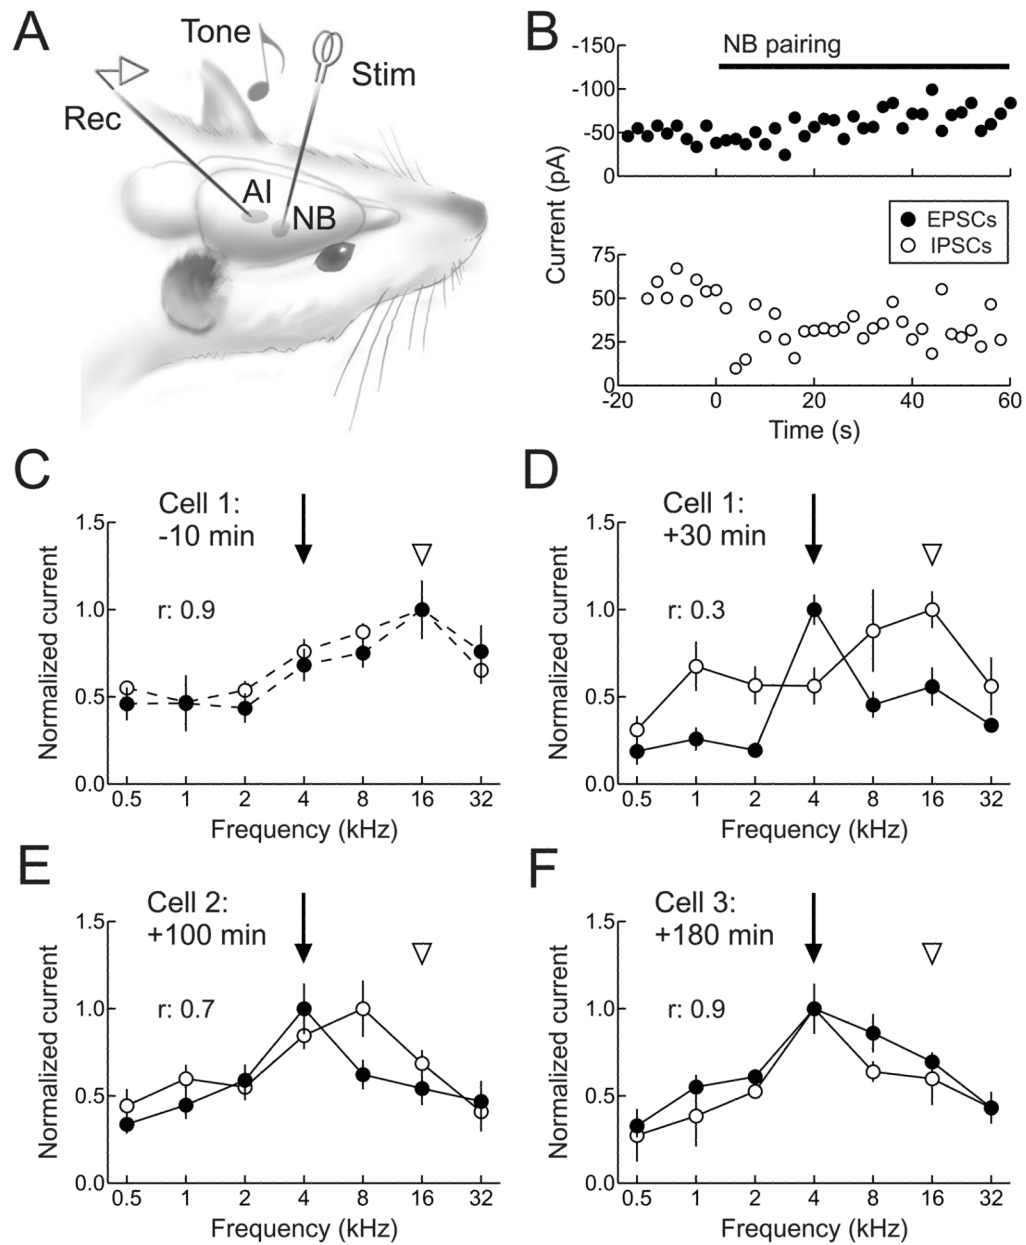 A
Tone
Stim
Rec
AI
NB
B
NB pairing
Current (pA)
-150
-100
-50
0
EPSCs
IPSCs
75
50
25
0
-20 0 20 40 60
Time (s)
C
Cell 1:
-10 min
r: 0.9
Normalized current
1.5
1.0
0.5
0.0
0.5 1 2 4 8 16 32
Frequency (kHz)
D
Cell 1:
+30 min
r: 0.3
Normalized current
1.5
1.0
0.5
0.0
0.5 1 2 4 8 16 32
Frequency (kHz)
E
Cell 2:
+100 min
r: 0.7
Normalized current
1.5
1.0
0.5
0.0
0.5 1 2 4 8 16 32
Frequency (kHz)
F
Cell 3:
+180 min
r: 0.9
Normalized current
1.5
1.0
0.5
0.0
0.5 1 2 4 8 16 32
Frequency (kHz)